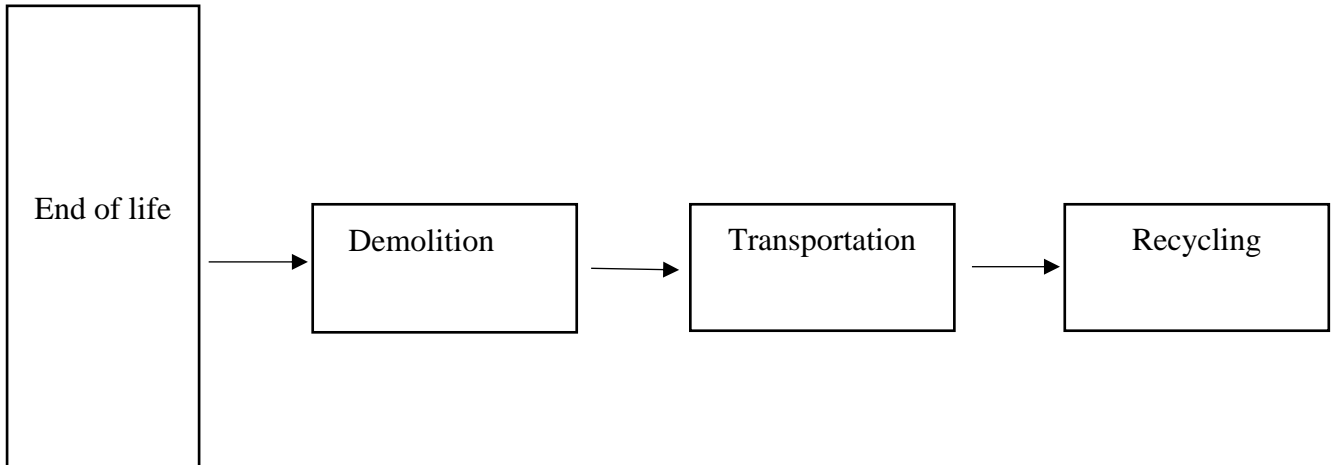 End of life
Demolition
Transportation
Recycling